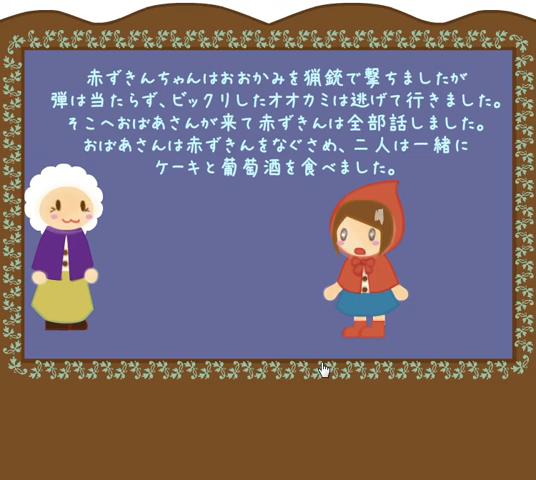 赤ずきんちゃんはおおかみを猟銃で撃ちましたが
弾は当たらず、ビックリしたオオカミは逃げて行きました。
そこへおばあさんが来て赤ずきんは全部話しました。
おばあさんは赤ずきんをなぐさめ、二人は一緒に
ケーキと葡萄酒を食べました。